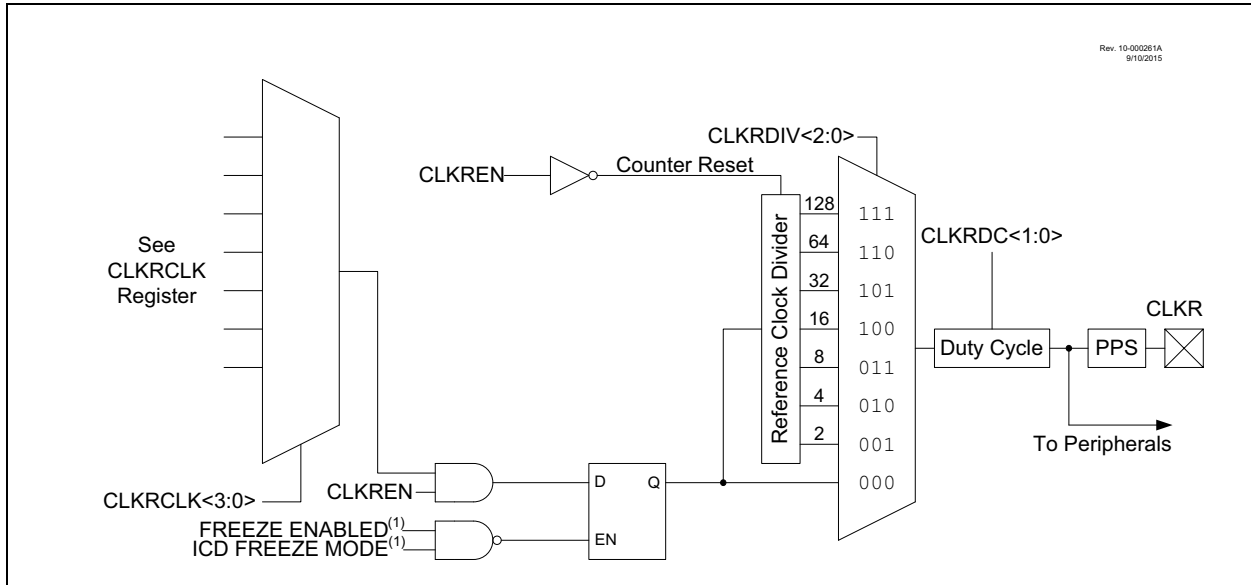 Rev. 10-000261A
9/10/2015
CLKRDIV<2:0>
CLKREN
Counter Reset
128
111
64
110
CLKRDC<1:0>
See
CLKRCLK
Register
32
101
CLKR
16
100
Reference Clock Divider
Duty Cycle
PPS
8
011
4
010
2
001
To Peripherals
000
D
Q
CLKRCLK<3:0>
CLKREN
FREEZE ENABLED(1)
ICD FREEZE MODE(1)
EN